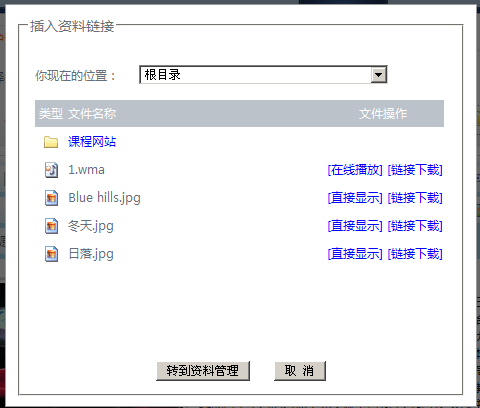 插入资料链接
你现在的位置： 根目录
类型 文件名称 文件操作
课程网站
1.wma [在线播放] [链接下载]
Blue hills.jpg [直接显示] [链接下载]
冬天.jpg [直接显示] [链接下载]
日落.jpg [直接显示] [链接下载]
转到资料管理 取 消